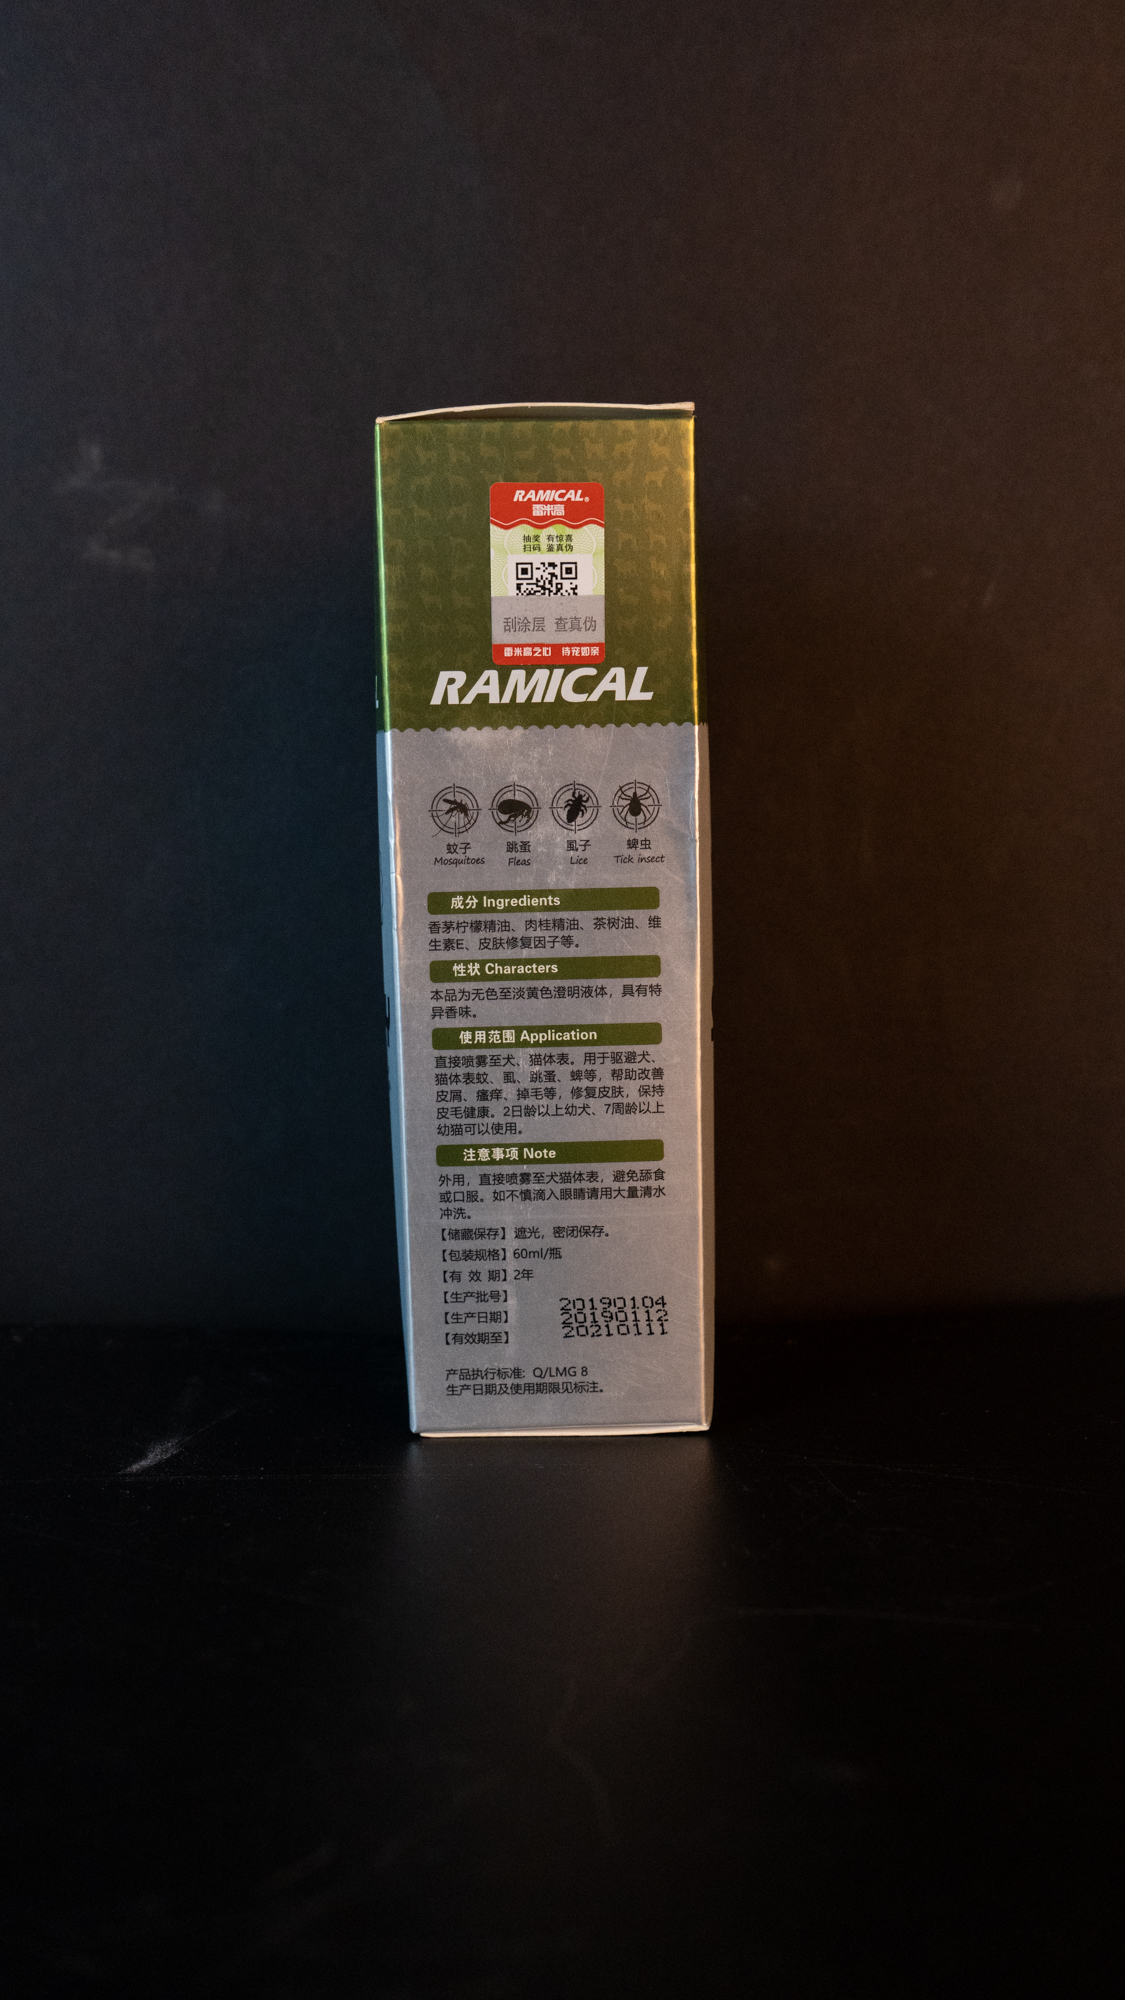 RAMICAL®
雷米高
抽奖 有惊喜
扫码 鉴真伪
刮涂层 查真伪
雷米高之心 待宠如亲
RAMICAL
蚊子 跳蚤 虱子 蜱虫
Mosquitoes Fleas Lice Tick insect
成分 Ingredients
香茅柠檬精油、肉桂精油、茶树油、维
生素E、皮肤修复因子等。
性状 Characters
本品为无色至淡黄色澄明液体，具有特
异香味。
使用范围 Application
直接喷雾至犬、猫体表。用于驱避犬、
猫体表蚊、虱、跳蚤、蜱等，帮助改善
皮屑、瘙痒、掉毛等，修复皮肤，保持
皮毛健康。2日龄以上幼犬、7周龄以上
幼猫可以使用。
注意事项 Note
外用，直接喷雾至犬猫体表，避免舔食
或口服。如不慎滴入眼睛请用大量清水
冲洗。
【储藏保存】遮光，密闭保存。
【包装规格】60ml/瓶
【有 效 期】2年
【生产批号】 20190104
【生产日期】 20190112
【有效期至】 20210111
产品执行标准: Q/LMG 8
生产日期及使用期限见标注。